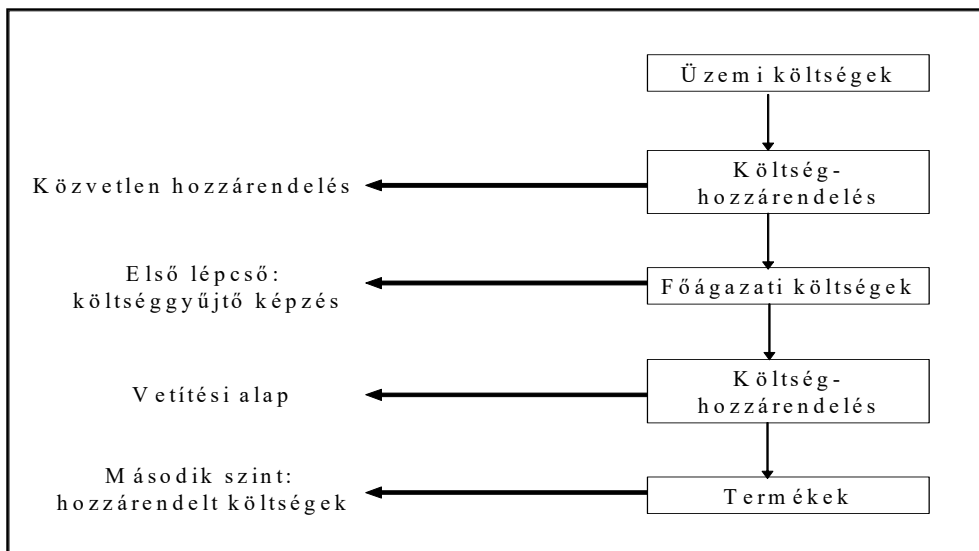 Üzemi költségek
Közvetlen hozzárendelés
Költség-
hozzárendelés
Első lépcső:
költséggyűjtő képzés
Főágazati költségek
Vetítési alap
Költség-
hozzárendelés
Második szint:
hozzárendelt költségek
Termékek